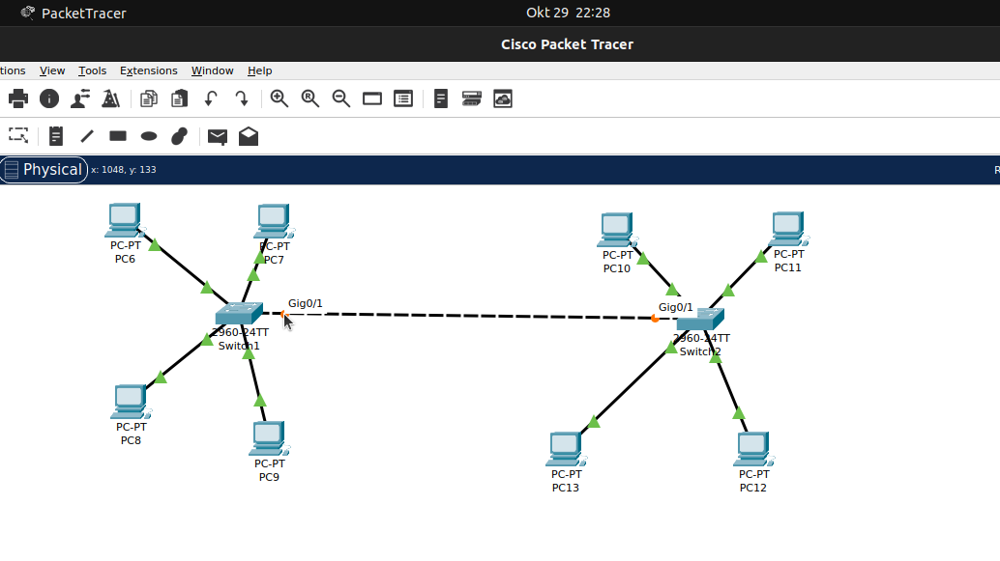 PacketTracer
Okt 29 22:28
Cisco Packet Tracer
tions View Tools Extensions Window Help
Physical x: 1048, y: 133
R
PC-PT
PC6
PC-PT
PC7
PC-PT
PC10
PC-PT
PC11
Gig0/1
Gig0/1
2960-24TT
Switch1
2960-24TT
Switch2
PC-PT
PC8
PC-PT
PC9
PC-PT
PC13
PC-PT
PC12